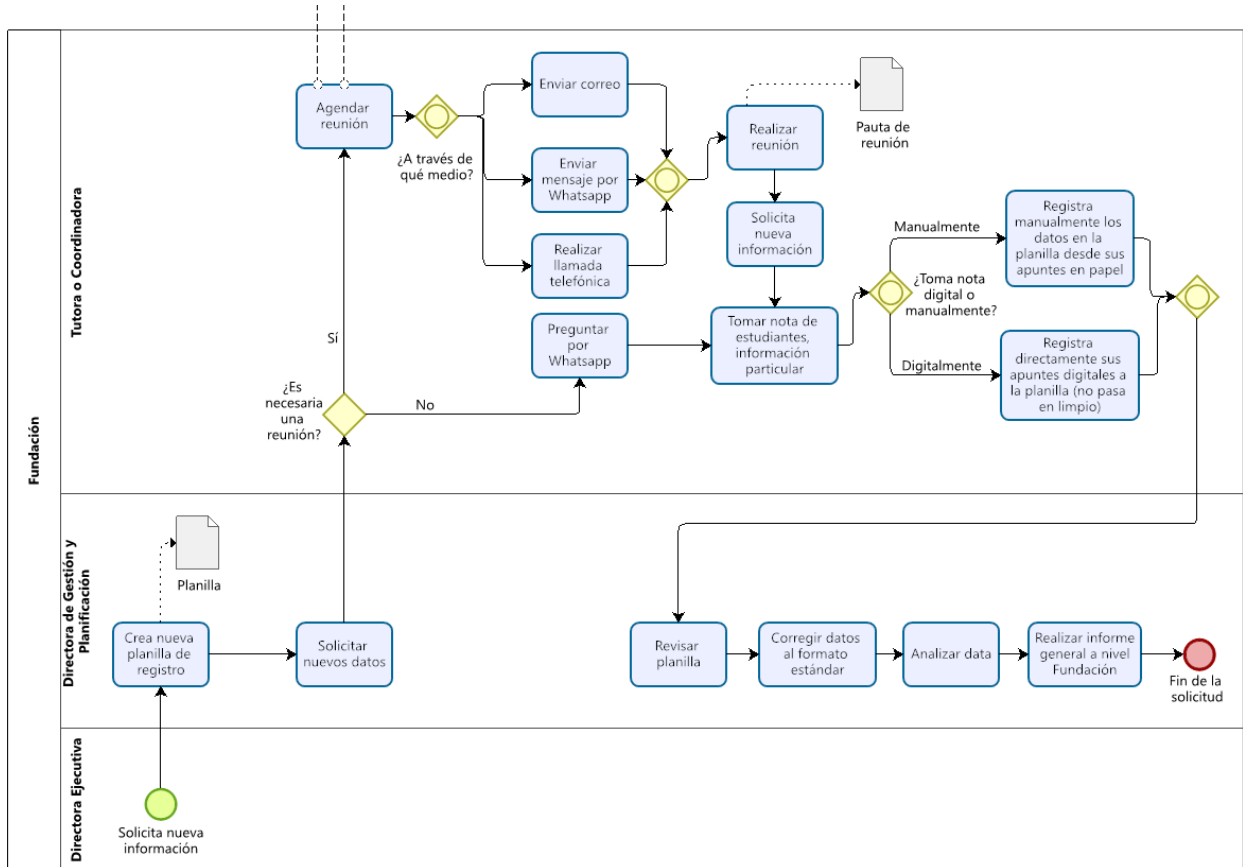 Fundación
Tutora o Coordinadora
Agendar
reunión
¿A través de
qué medio?
Enviar correo
Enviar
mensaje por
Whatsapp
Realizar
llamada
telefónica
Realizar
reunión
Pauta de
reunión
Solicita
nueva
información
Sí
¿Es
necesaria
una
reunión?
No
Preguntar
por
Whatsapp
Tomar nota de
estudiantes,
información
particular
¿Toma nota
digital o
manualmente?
Manualmente
Registra
manualmente los
datos en la
planilla desde sus
apuntes en papel
Digitalmente
Registra
directamente sus
apuntes digitales a
la planilla (no pasa
en limpio)
Directora de Gestión y
Planificación
Planilla
Crea nueva
planilla de
registro
Solicitar
nuevos datos
Revisar
planilla
Corregir datos
al formato
estándar
Analizar data
Realizar informe
general a nivel
Fundación
Fin de la
solicitud
Directora Ejecutiva
Solicita nueva
información